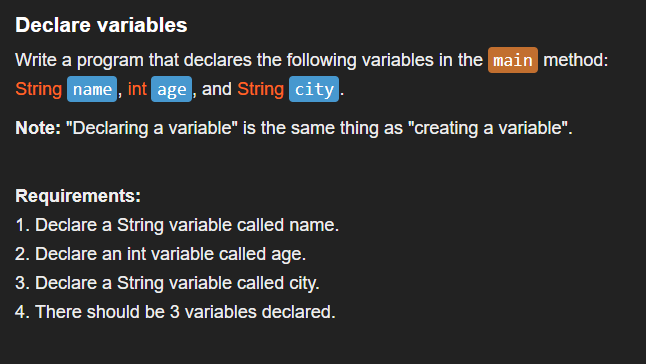 Declare variables
Write a program that declares the following variables in the main method:
String name, int age, and String city.
Note: "Declaring a variable" is the same thing as "creating a variable".
Requirements:
1. Declare a String variable called name.
2. Declare an int variable called age.
3. Declare a String variable called city.
4. There should be 3 variables declared.